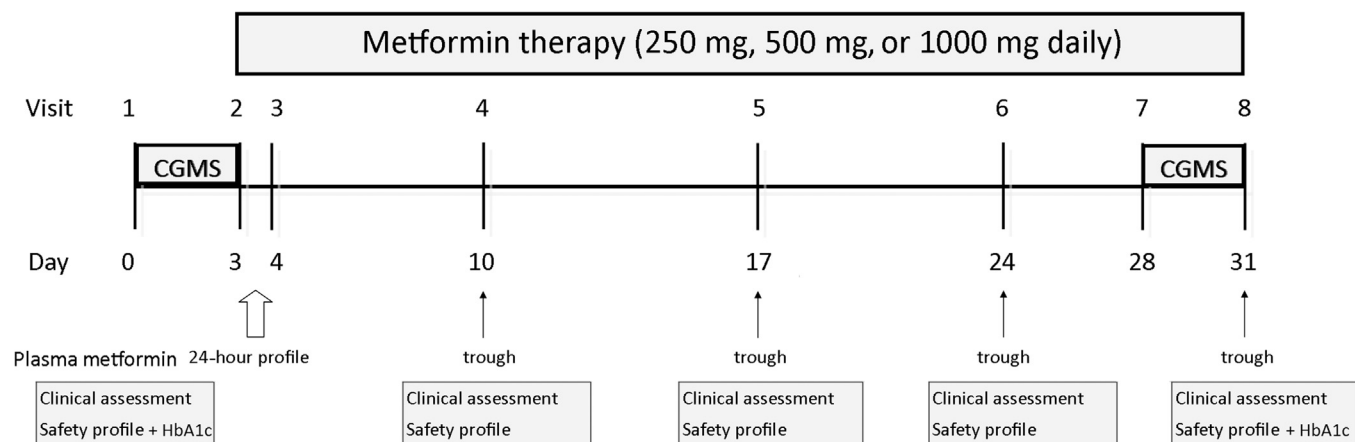 Metformin therapy (250 mg, 500 mg, or 1000 mg daily)
Visit 1 2 3 4 5 6 7 8
CGMS CGMS
Day 0 3 4 10 17 24 28 31
Plasma metformin 24-hour profile trough trough trough trough
Clinical assessment Clinical assessment Clinical assessment Clinical assessment Clinical assessment
Safety profile + HbA1c Safety profile Safety profile Safety profile Safety profile + HbA1c